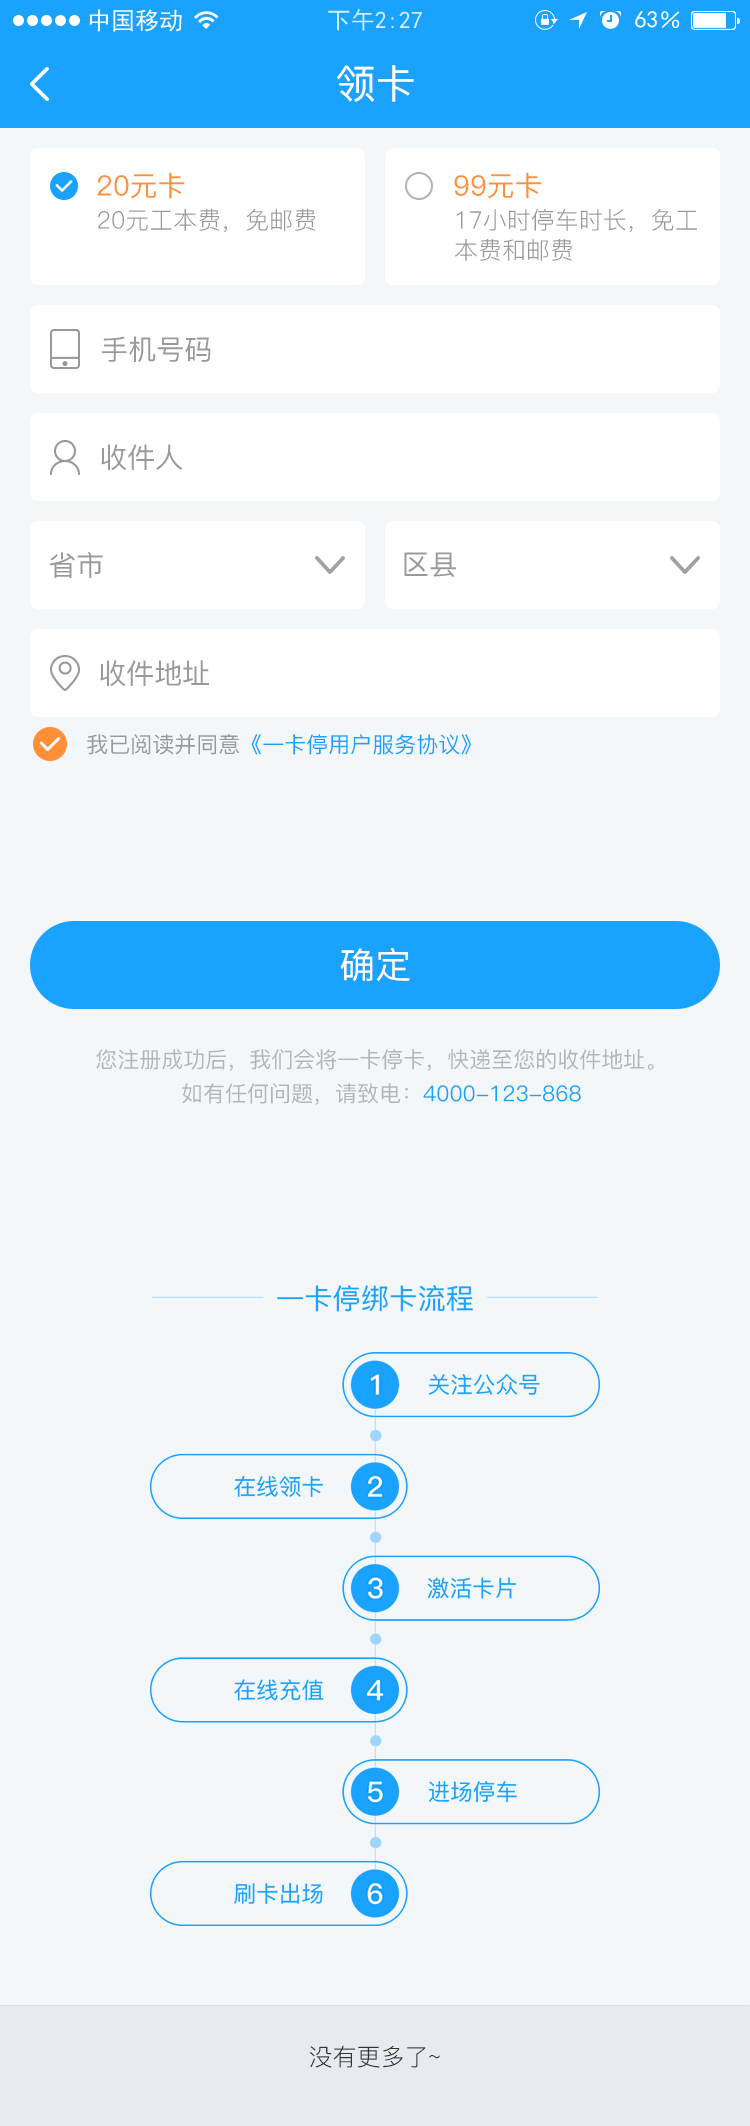 中国移动 下午2:27 63%
领卡
20元卡
20元工本费，免邮费
99元卡
17小时停车时长，免工
本费和邮费
手机号码
收件人
省市 区县
收件地址
我已阅读并同意《一卡停用户服务协议》
确定
您注册成功后，我们会将一卡停卡，快递至您的收件地址。
如有任何问题，请致电：4000-123-868
一卡停绑卡流程
1 关注公众号
在线领卡 2
3 激活卡片
在线充值 4
5 进场停车
刷卡出场 6
没有更多了~